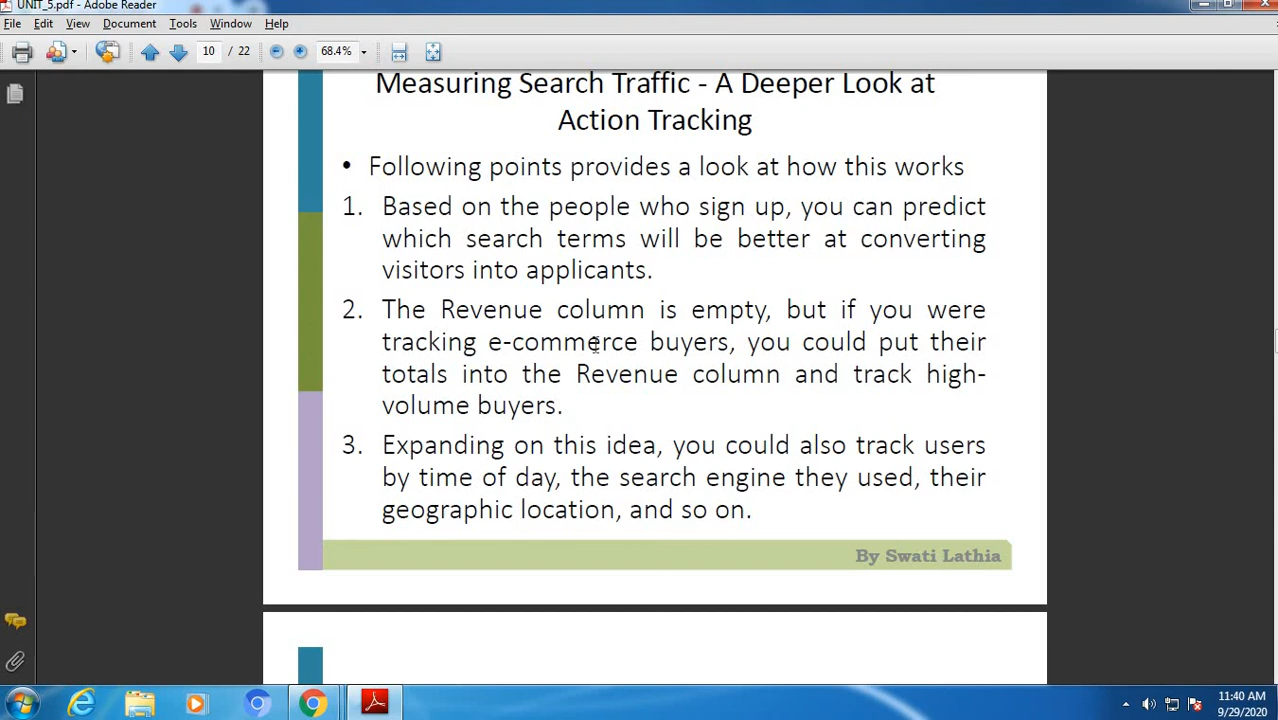 UNIT_5.pdf - Adobe Reader
File Edit View Document Tools Window Help
10 / 22 68.4%
Measuring Search Traffic - A Deeper Look at
Action Tracking
• Following points provides a look at how this works
1. Based on the people who sign up, you can predict
which search terms will be better at converting
visitors into applicants.
2. The Revenue column is empty, but if you were
tracking e-commerce buyers, you could put their
totals into the Revenue column and track high-
volume buyers.
3. Expanding on this idea, you could also track users
by time of day, the search engine they used, their
geographic location, and so on.
By Swati Lathia
11:40 AM
9/29/2020